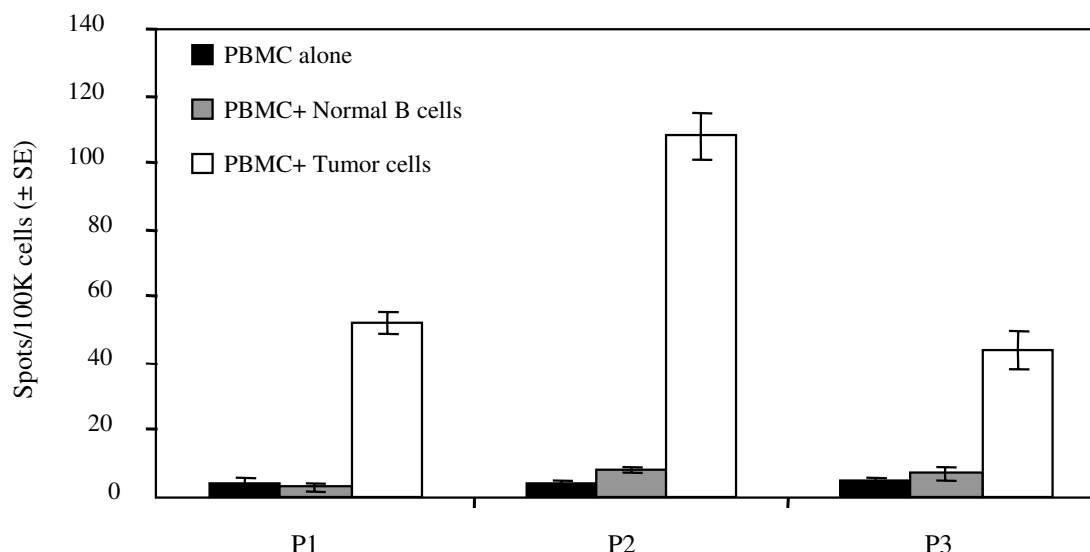 140
120
100
80
60
40
20
0
Spots/100K cells (± SE)
PBMC alone
PBMC+ Normal B cells
PBMC+ Tumor cells
P1
P2
P3